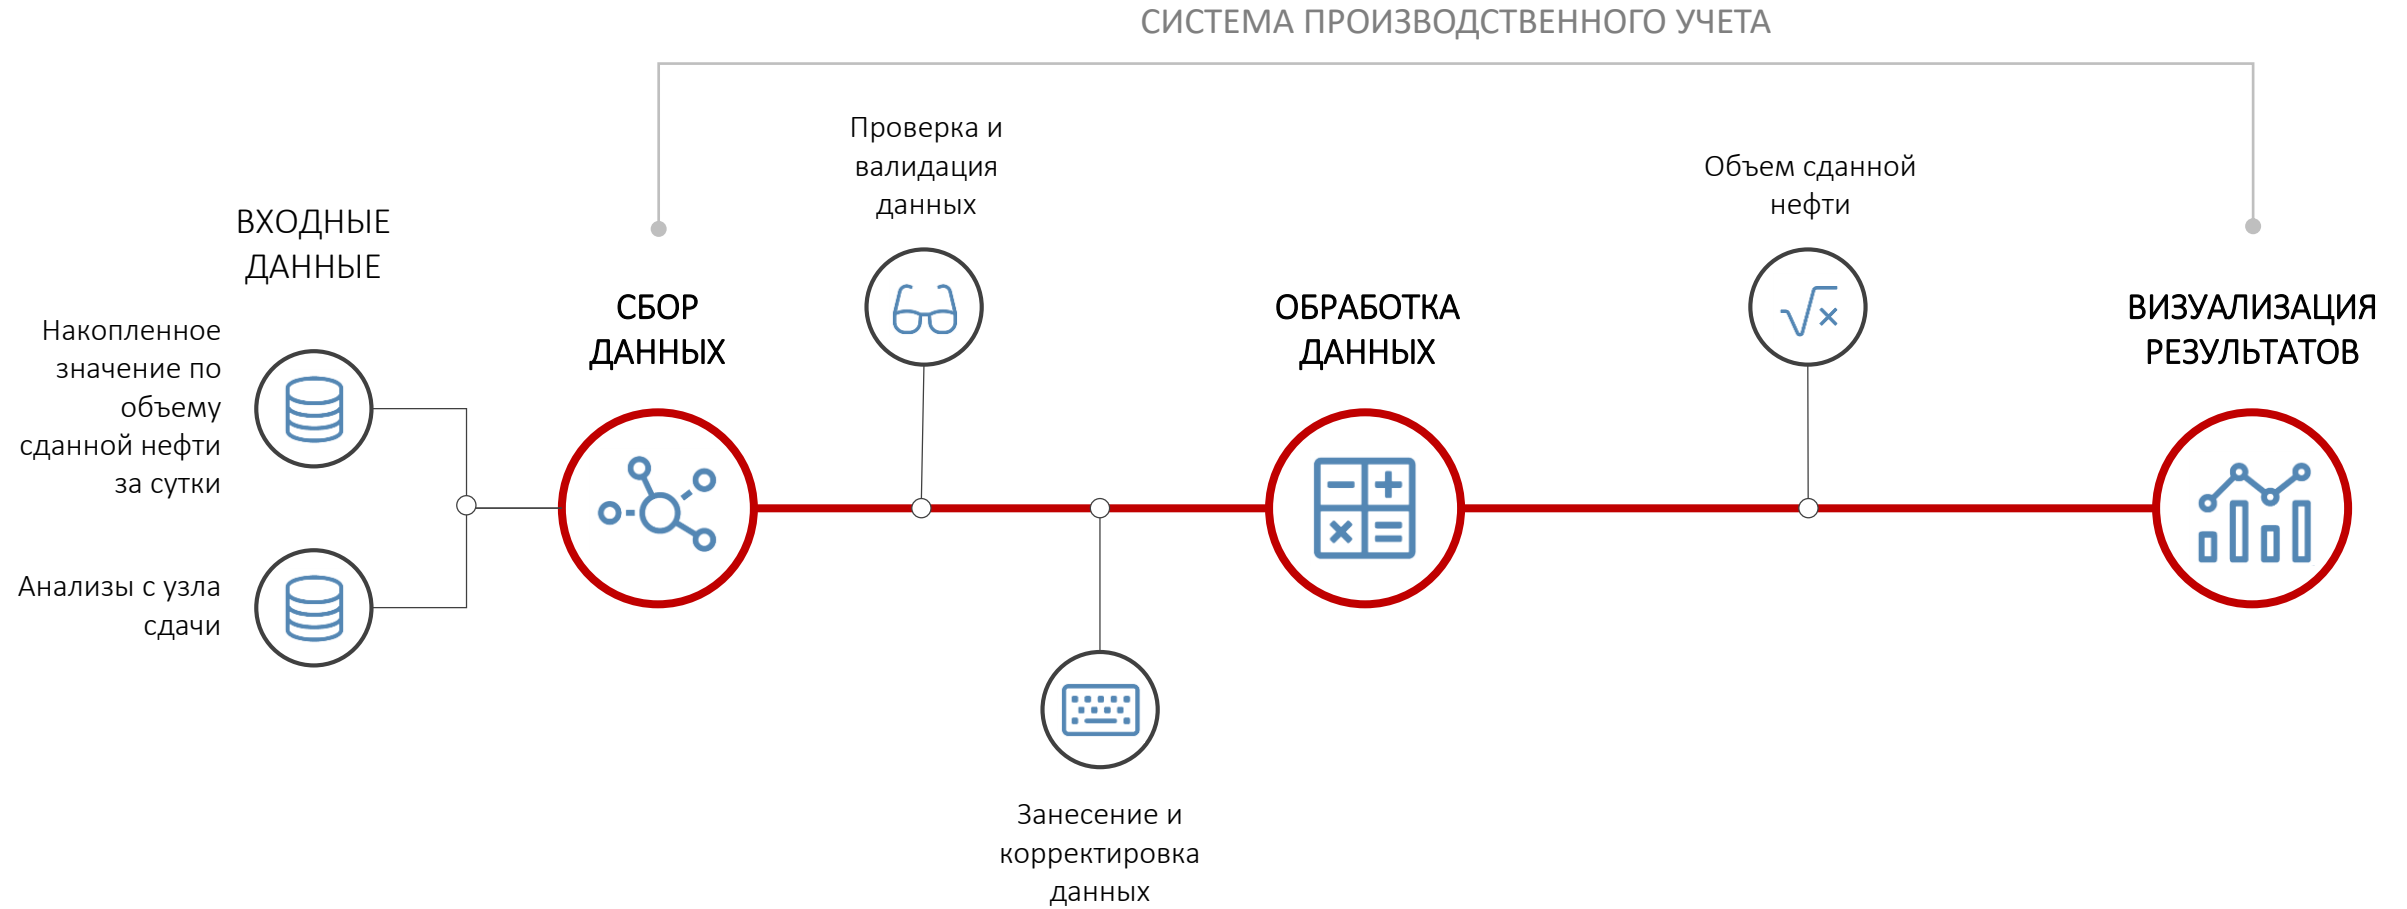 СИСТЕМА ПРОИЗВОДСТВЕННОГО УЧЕТА
ВХОДНЫЕ
ДАННЫЕ
Накопленное
значение по
объему
сданной нефти
за сутки
Анализы с узла
сдачи
СБОР
ДАННЫХ
Проверка и
валидация
данных
Занесение и
корректировка
данных
ОБРАБОТКА
ДАННЫХ
Объем сданной
нефти
ВИЗУАЛИЗАЦИЯ
РЕЗУЛЬТАТОВ